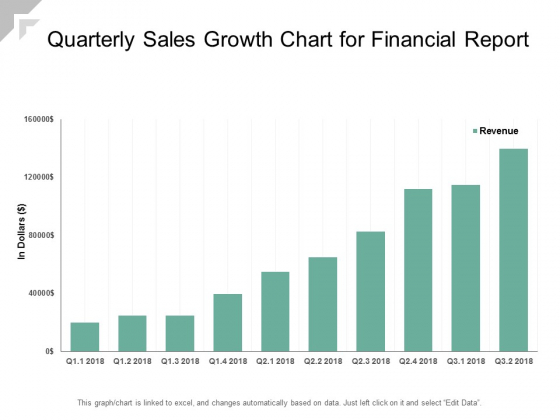 Quarterly Sales Growth Chart for Financial Report
160000$
Revenue
120000$
In Dollars ($)
80000$
40000$
0$
Q1.1 2018 Q1.2 2018 Q1.3 2018 Q1.4 2018 Q2.1 2018 Q2.2 2018 Q2.3 2018 Q2.4 2018 Q3.1 2018 Q3.2 2018
This graph/chart is linked to excel, and changes automatically based on data. Just left click on it and select “Edit Data”.